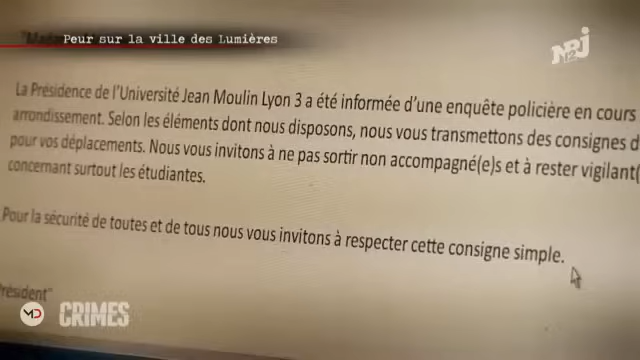 Peur sur la ville des Lumières
NRJ
12
La Présidence de l'Université Jean Moulin Lyon 3 a été informée d'une enquête policière en cours
arrondissement. Selon les éléments dont nous disposons, nous vous transmettons des consignes d
pour vos déplacements. Nous vous invitons à ne pas sortir non accompagné(e)s et à rester vigilant(
concernant surtout les étudiantes.
Pour la sécurité de toutes et de tous nous vous invitons à respecter cette consigne simple.
Président"
MD CRIMES